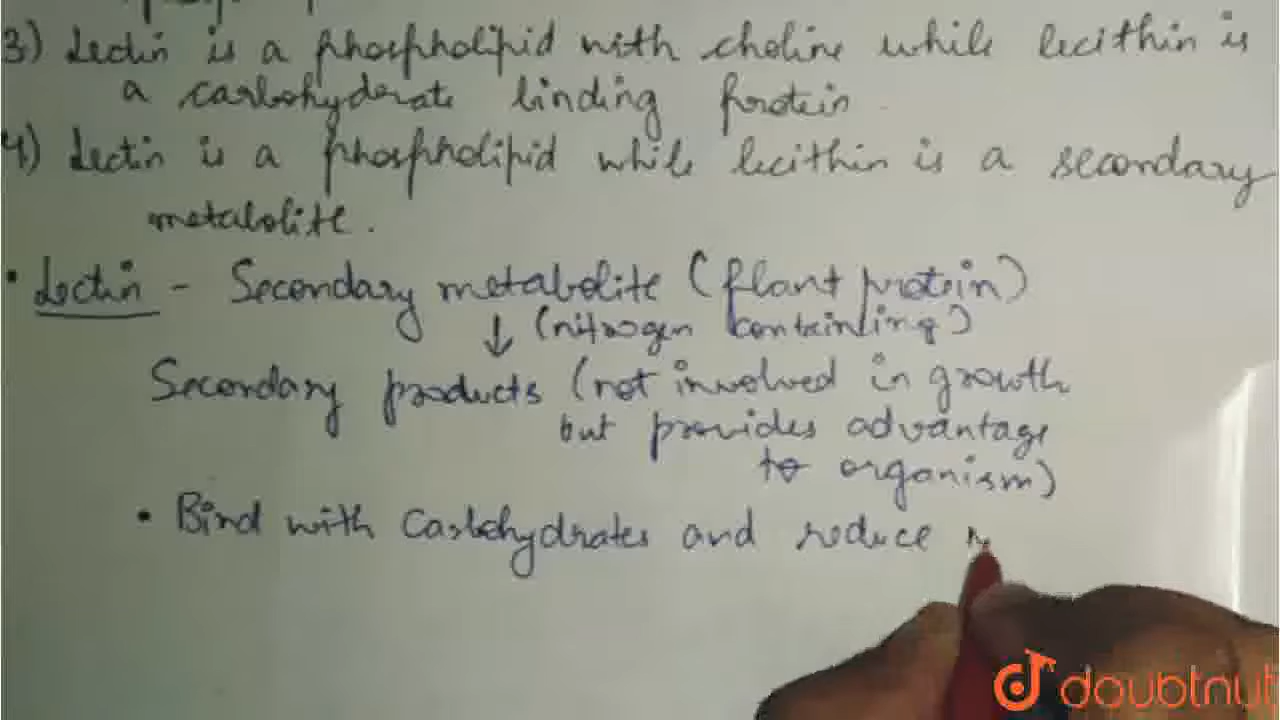 3) Lectin is a phospholipid with choline while lecithin is
a carbohyderate binding protein.
4) Lectin is a phospholipid while lecithin is a secondary
metabolite.
• Lectin - Secondary metabolite (plant protein)
↓ (nitrogen containing)
Secondary products (not involved in growth
but provides advantage
to organism)
• Bind with Carbohydrates and reduce
doubtnut